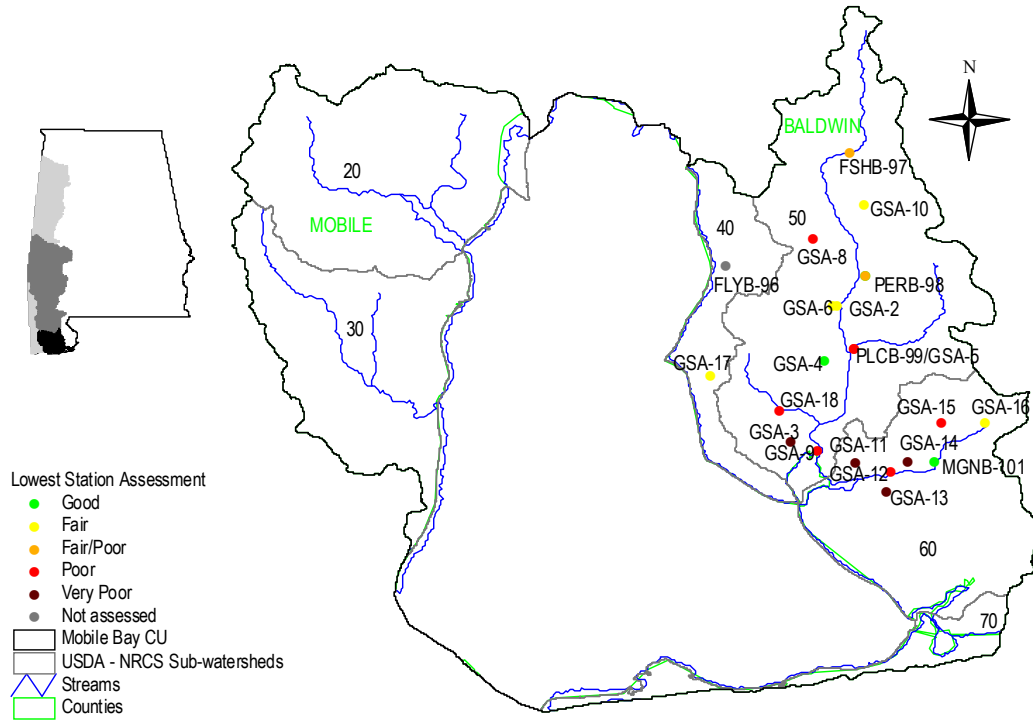 N
BALDWIN
FSHB-97
20
GSA-10
MOBILE
40
50
GSA-8
FLYB-96
PERB-98
GSA-6
GSA-2
30
PLCB-99/GSA-5
GSA-4
GSA-17
GSA-18
GSA-15
GSA-16
GSA-3
GSA-9
GSA-11
GSA-14
GSA-12
MGNB-101
GSA-13
60
70
Lowest Station Assessment
Good
Fair
Fair/Poor
Poor
Very Poor
Not assessed
Mobile Bay CU
USDA - NRCS Sub-watersheds
Streams
Counties